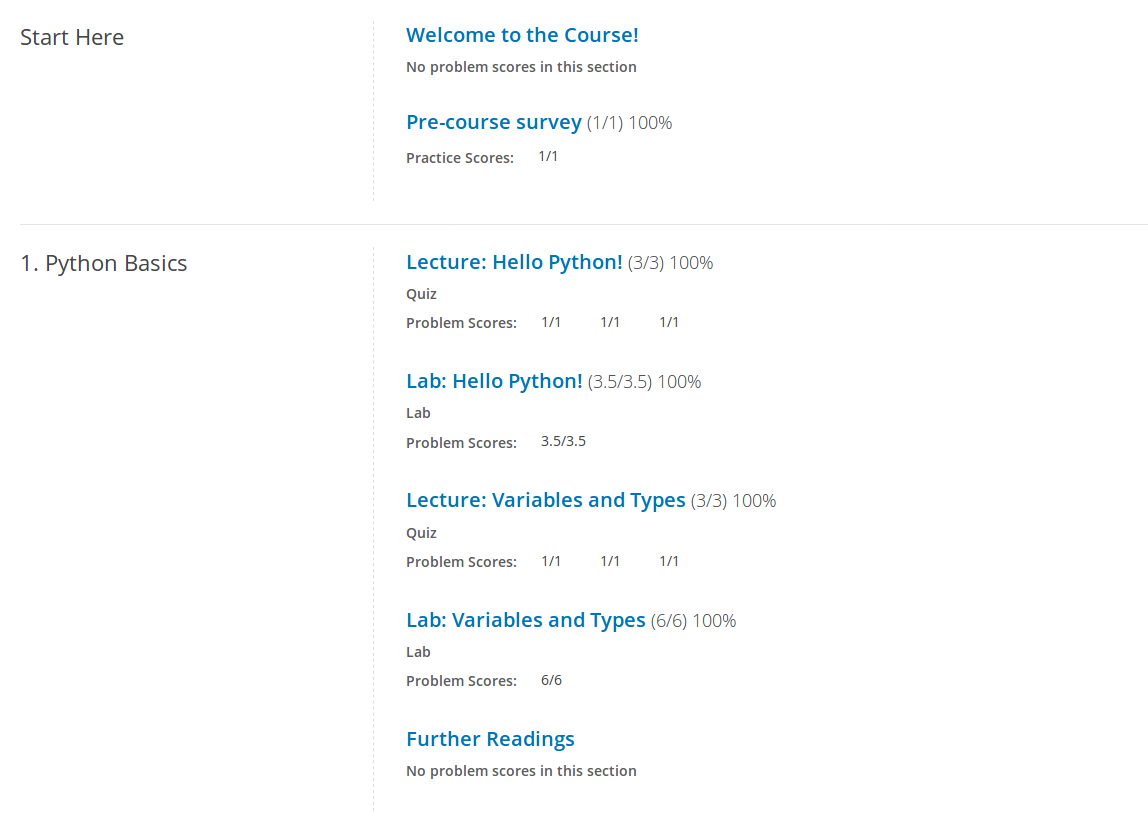 Start Here
Welcome to the Course!
No problem scores in this section
Pre-course survey (1/1) 100%
Practice Scores: 1/1
1. Python Basics
Lecture: Hello Python! (3/3) 100%
Quiz
Problem Scores: 1/1 1/1 1/1
Lab: Hello Python! (3.5/3.5) 100%
Lab
Problem Scores: 3.5/3.5
Lecture: Variables and Types (3/3) 100%
Quiz
Problem Scores: 1/1 1/1 1/1
Lab: Variables and Types (6/6) 100%
Lab
Problem Scores: 6/6
Further Readings
No problem scores in this section